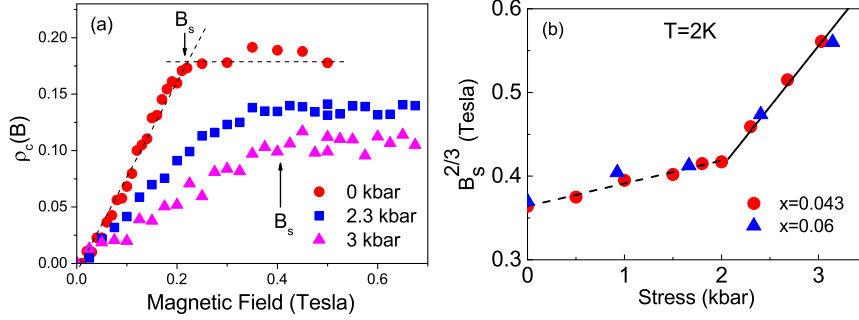 (a)
B_s
ρ_c(B)
0.20
0.15
0.10
0.05
0.00
0 kbar
2.3 kbar
3 kbar
B_s
0.0 0.2 0.4 0.6
Magnetic Field (Tesla)
(b)
T=2K
B_s^2/3 (Tesla)
0.6
0.5
0.4
0.3
x=0.043
x=0.06
0 1 2 3
Stress (kbar)